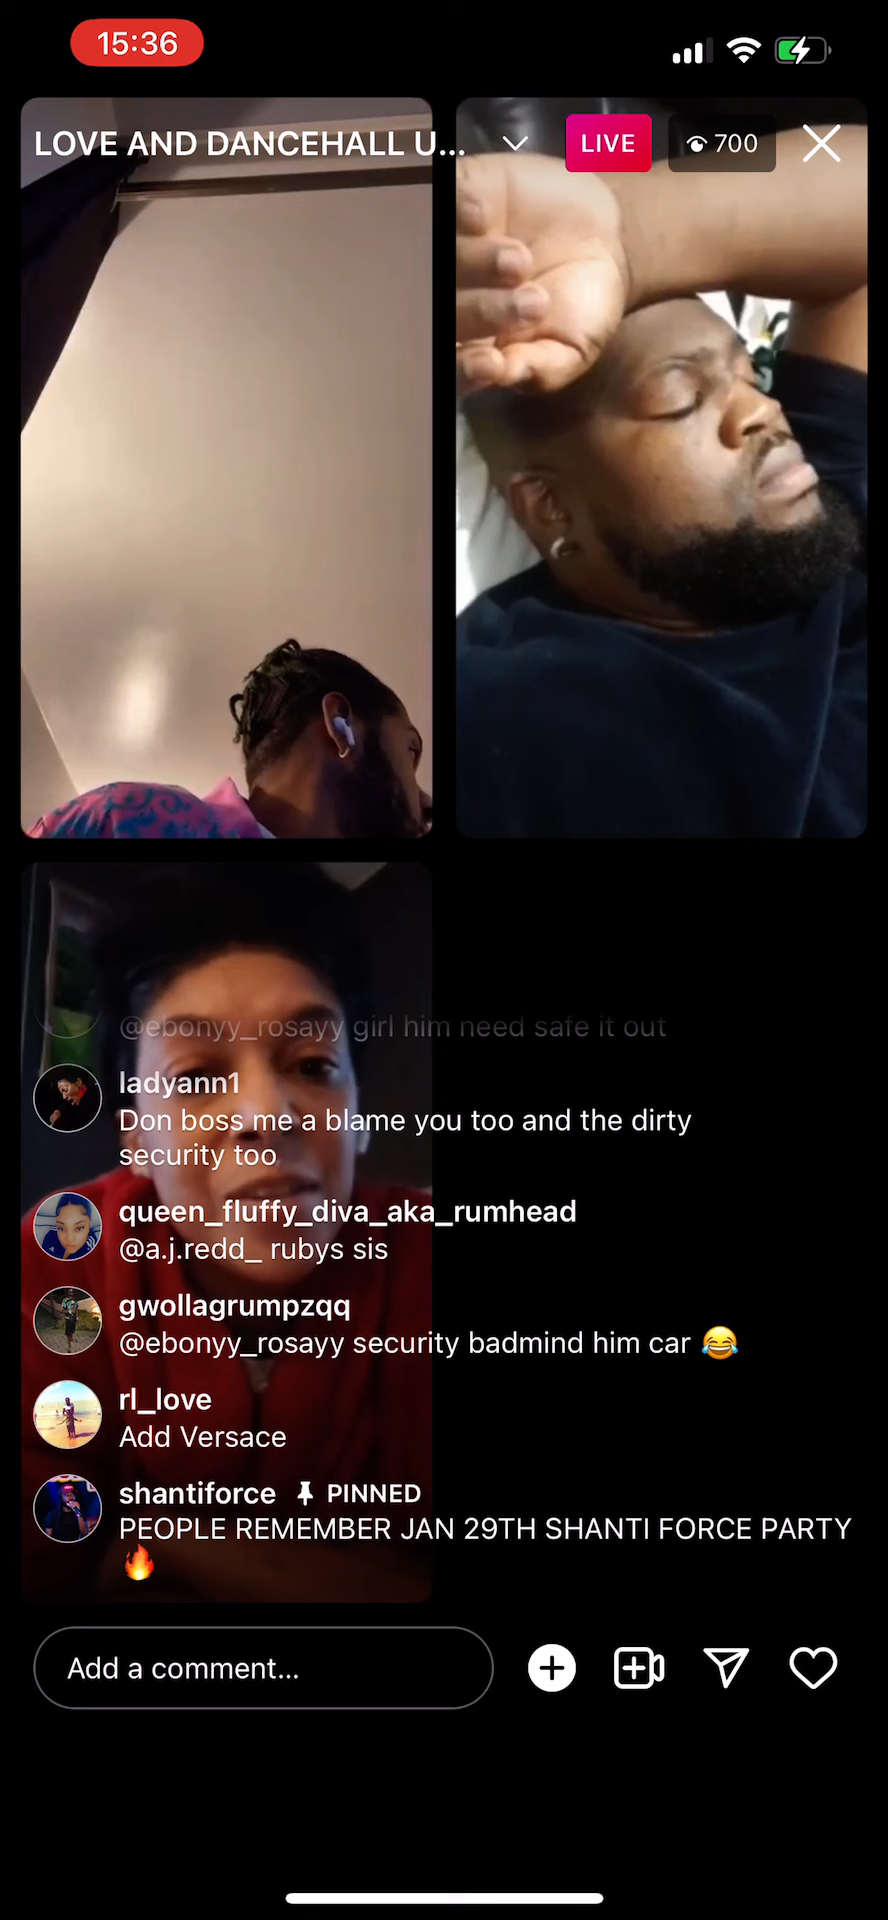 15:36
LOVE AND DANCEHALL U...
LIVE
700
@ebonyy_rosayy girl him need safe it out
ladyann1
Don boss me a blame you too and the dirty
security too
queen_fluffy_diva_aka_rumhead
@a.j.redd_ rubys sis
gwollagrumpzqq
@ebonyy_rosayy security badmind him car 😂
rl_love
Add Versace
shantiforce PINNED
PEOPLE REMEMBER JAN 29TH SHANTI FORCE PARTY
🔥
Add a comment...